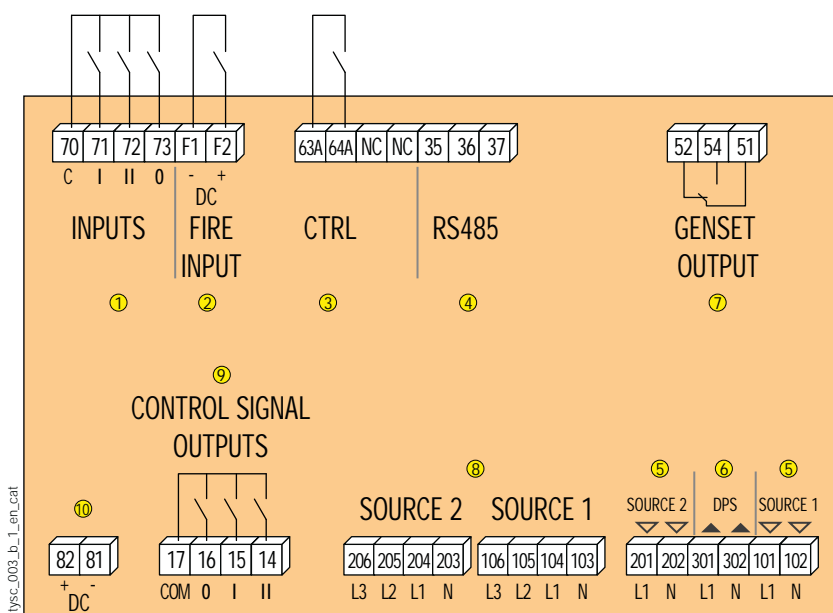 70 71 72 73 F1 F2
C I II 0 - +
DC
INPUTS
FIRE
INPUT
63A 64A NC NC 35 36 37
CTRL
RS485
52 54 51
GENSET
OUTPUT
1
2
3
4
7
9
CONTROL SIGNAL
OUTPUTS
10
82 81
+ -
DC
17 16 15 14
COM 0 I II
8
SOURCE 2 SOURCE 1
206 205 204 203 106 105 104 103
L3 L2 L1 N L3 L2 L1 N
5 6 5
SOURCE 2 DPS SOURCE 1
201 202 301 302 101 102
L1 N L1 N L1 N
tysc_003_b_1_en_cat